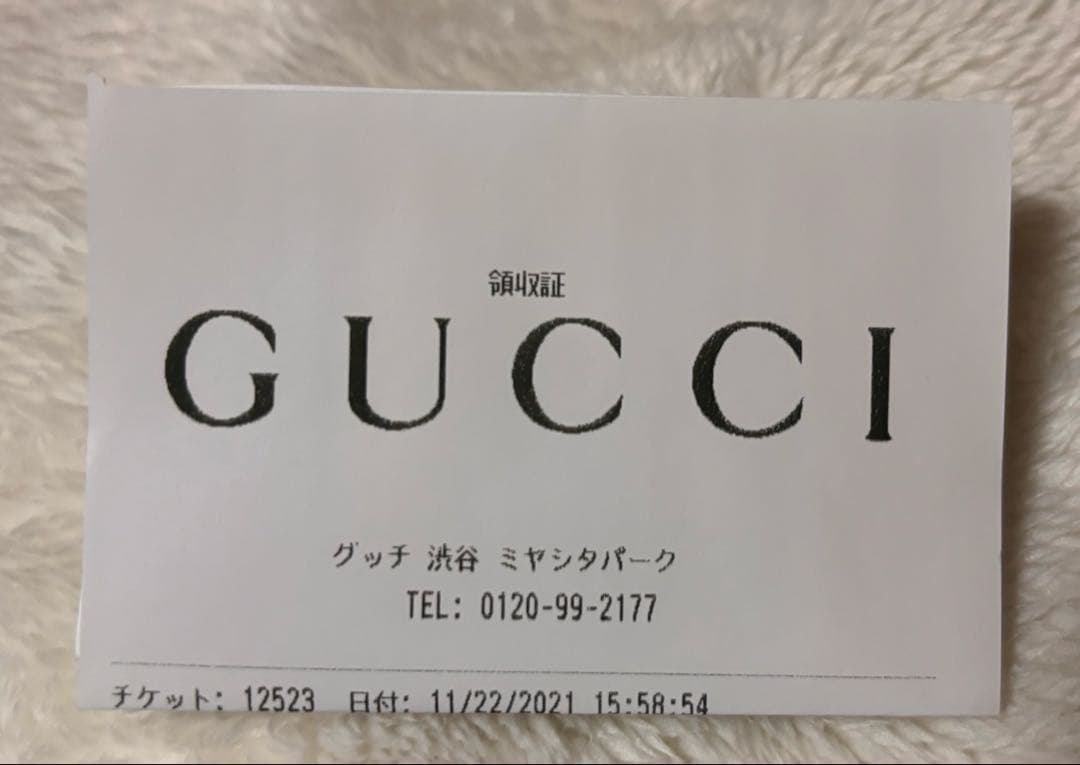 領収証
GUCCI
グッチ 渋谷 ミヤシタパーク
TEL: 0120-99-2177
チケット: 12523 日付: 11/22/2021 15:58:54